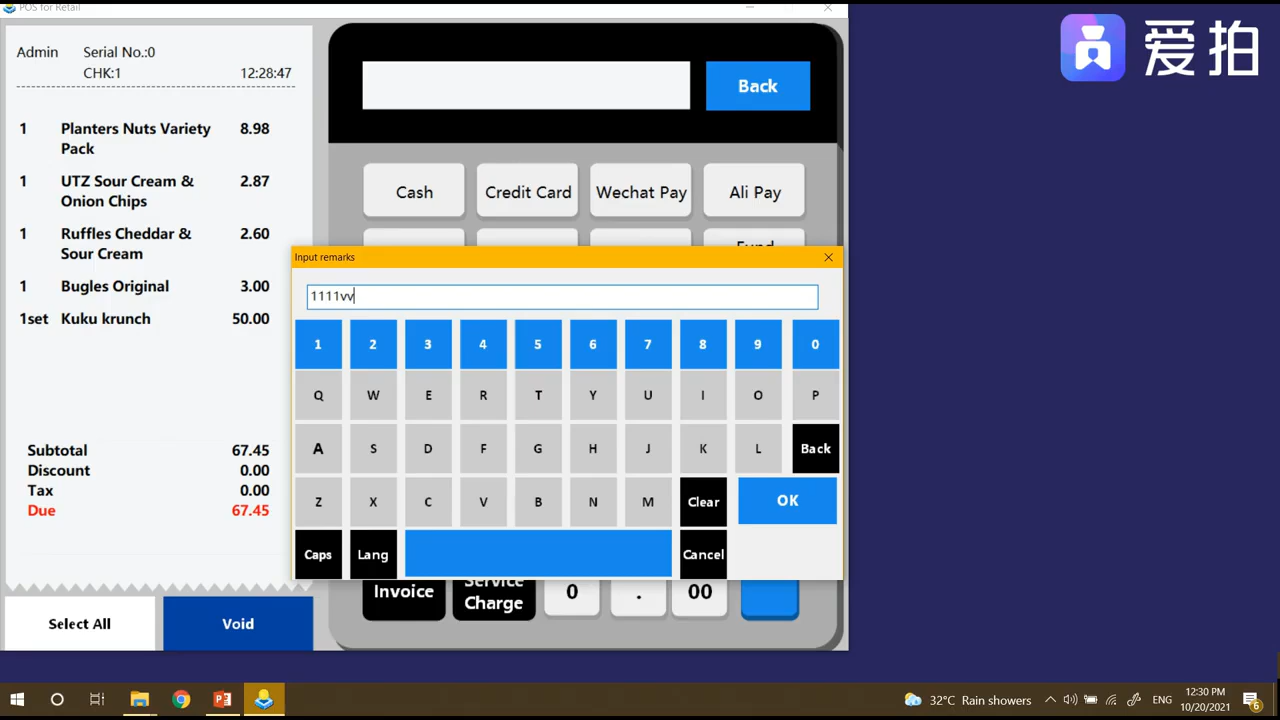 POS for Retail
爱拍
Admin Serial No.:0
CHK:1 12:28:47
1 Planters Nuts Variety 8.98
Pack
1 UTZ Sour Cream & 2.87
Onion Chips
1 Ruffles Cheddar & 2.60
Sour Cream
1 Bugles Original 3.00
1set Kuku krunch 50.00
Subtotal 67.45
Discount 0.00
Tax 0.00
Due 67.45
Select All Void
Back
Cash Credit Card Wechat Pay Ali Pay
Fund
Input remarks
1111vv
1 2 3 4 5 6 7 8 9 0
Q W E R T Y U I O P
A S D F G H J K L Back
Z X C V B N M Clear OK
Caps Lang Cancel
Invoice Service
Charge 0 . 00
32°C Rain showers ENG 12:30 PM
10/20/2021 6